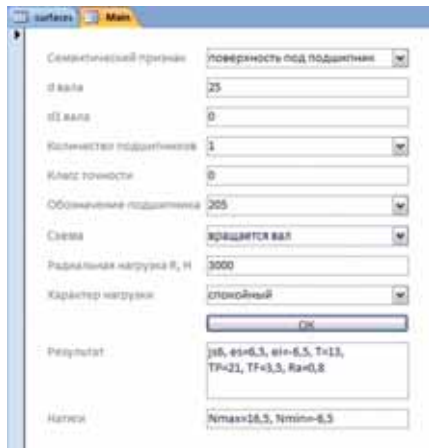 surfaces Main
Семантический признак поверхность под подшипник
d вала 25
d1 вала 0
Количество подшипников 1
Класс точности 0
Обозначение подшипника 205
Схема вращается вал
Радиальная нагрузка R, Н 3000
Характер нагрузки спокойный
OK
Результат js6, es=6,5, ei=-6,5, T=13,
TP=21, TF=3,5, Ra=0,8
Натяги Nmax=16,5, Nmin=-6,5